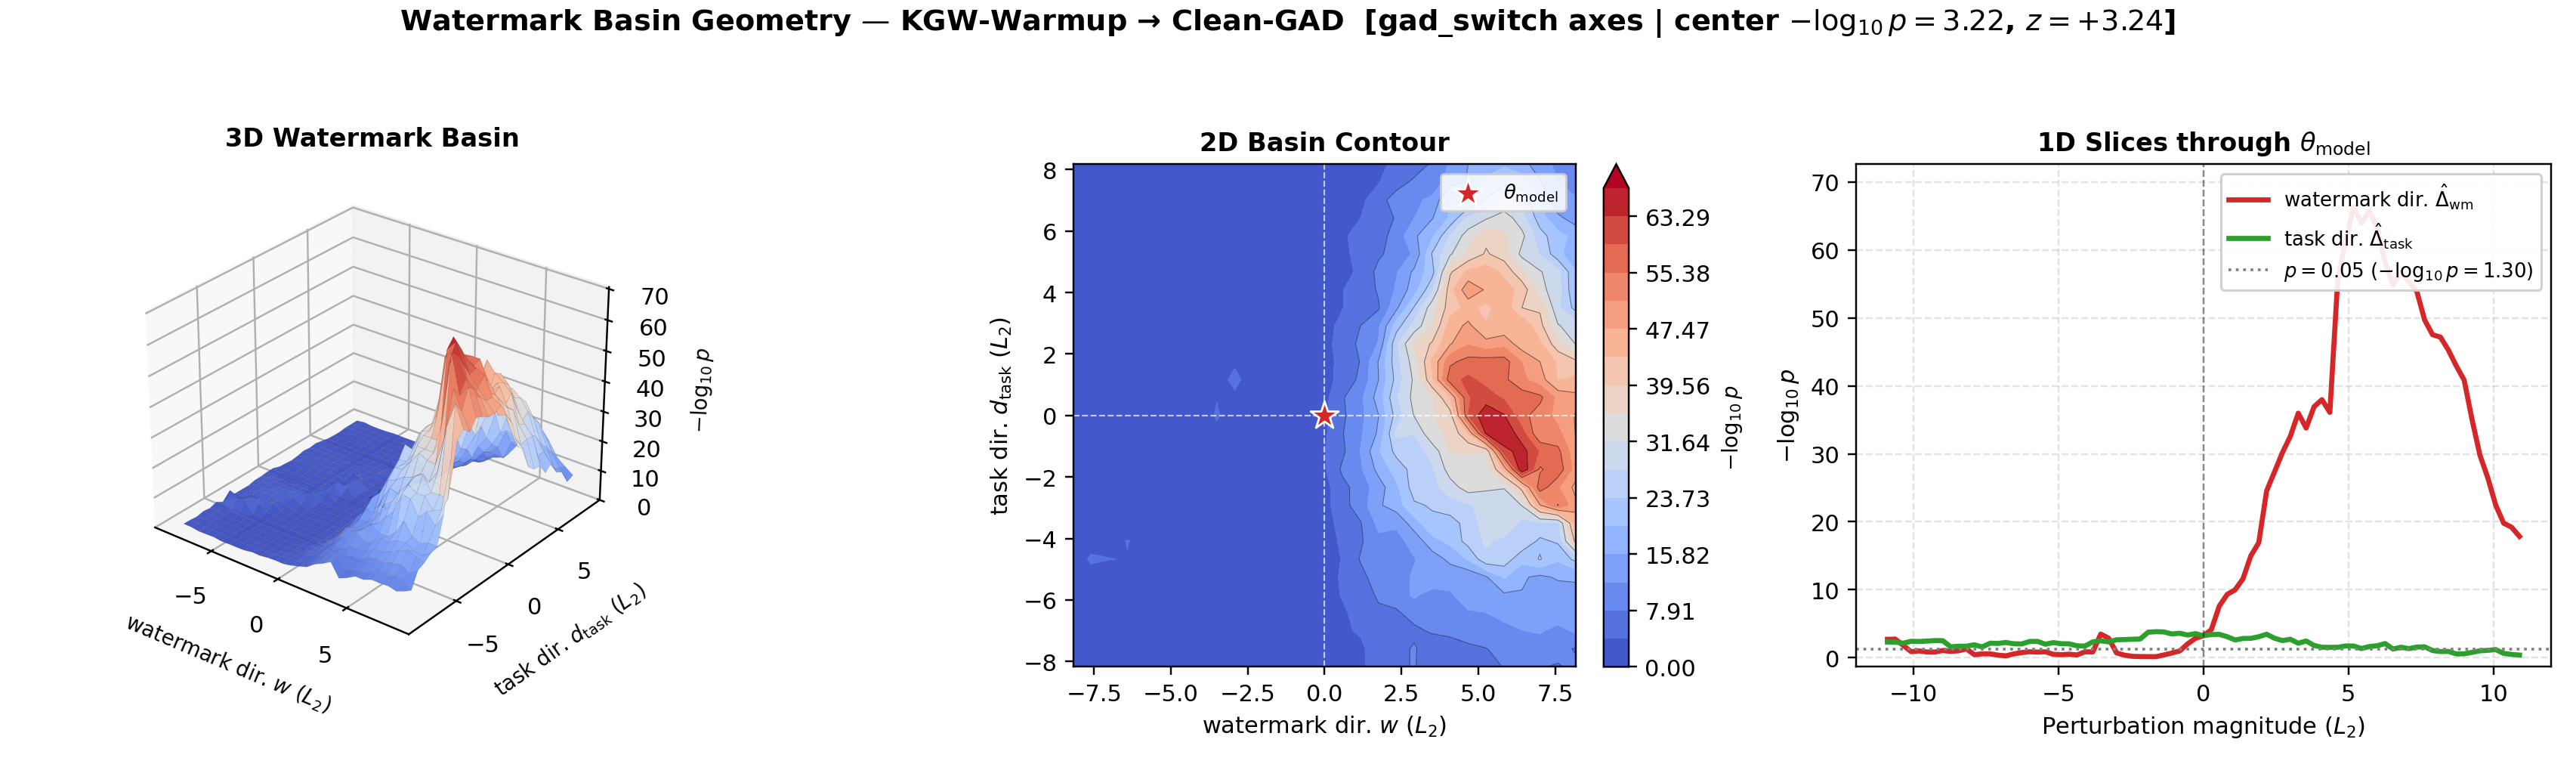 Watermark Basin Geometry — KGW-Warmup → Clean-GAD [gad_switch axes | center −log₁₀ p = 3.22, z = +3.24]
3D Watermark Basin
70
60
50
40
30
20
10
0
−log₁₀ p
−5
0
5
watermark dir. w (L₂)
−5
0
5
task dir. d_task (L₂)
2D Basin Contour
θ_model
8
6
4
2
0
−2
−4
−6
−8
task dir. d_task (L₂)
−7.5 −5.0 −2.5 0.0 2.5 5.0 7.5
watermark dir. w (L₂)
63.29
55.38
47.47
39.56
31.64
23.73
15.82
7.91
0.00
−log₁₀ p
1D Slices through θ_model
watermark dir. Δ̂_wm
task dir. Δ̂_task
p = 0.05 (−log₁₀ p = 1.30)
70
60
50
40
30
20
10
0
−log₁₀ p
−10 −5 0 5 10
Perturbation magnitude (L₂)